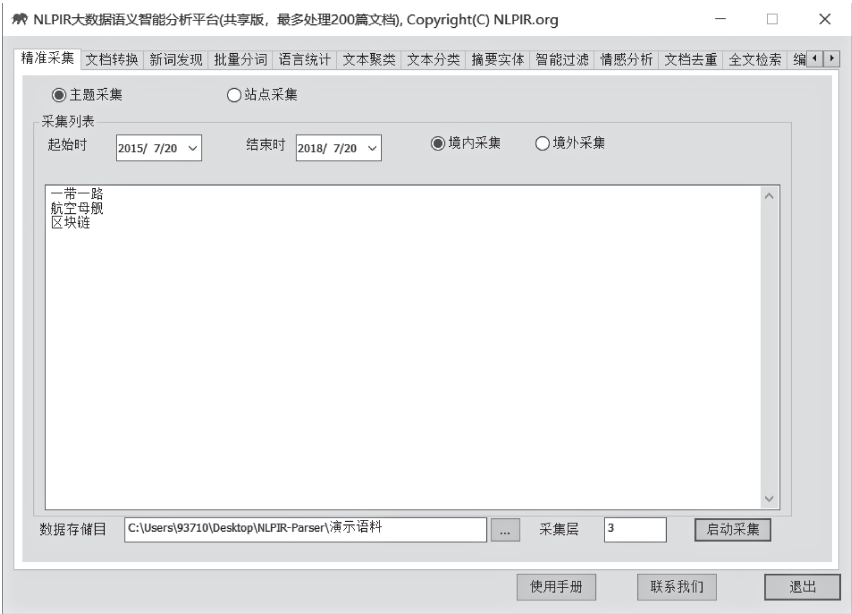 NLPIR大数据语义智能分析平台(共享版，最多处理200篇文档), Copyright(C) NLPIR.org
精准采集 文档转换 新词发现 批量分词 语言统计 文本聚类 文本分类 摘要实体 智能过滤 情感分析 文档去重 全文检索 编
主题采集 站点采集
采集列表
起始时 2015/ 7/20 结束时 2018/ 7/20 境内采集 境外采集
一带一路
航空母舰
区块链
数据存储目 C:\Users\93710\Desktop\NLPIR-Parser\演示语料 ... 采集层 3 启动采集
使用手册 联系我们 退出